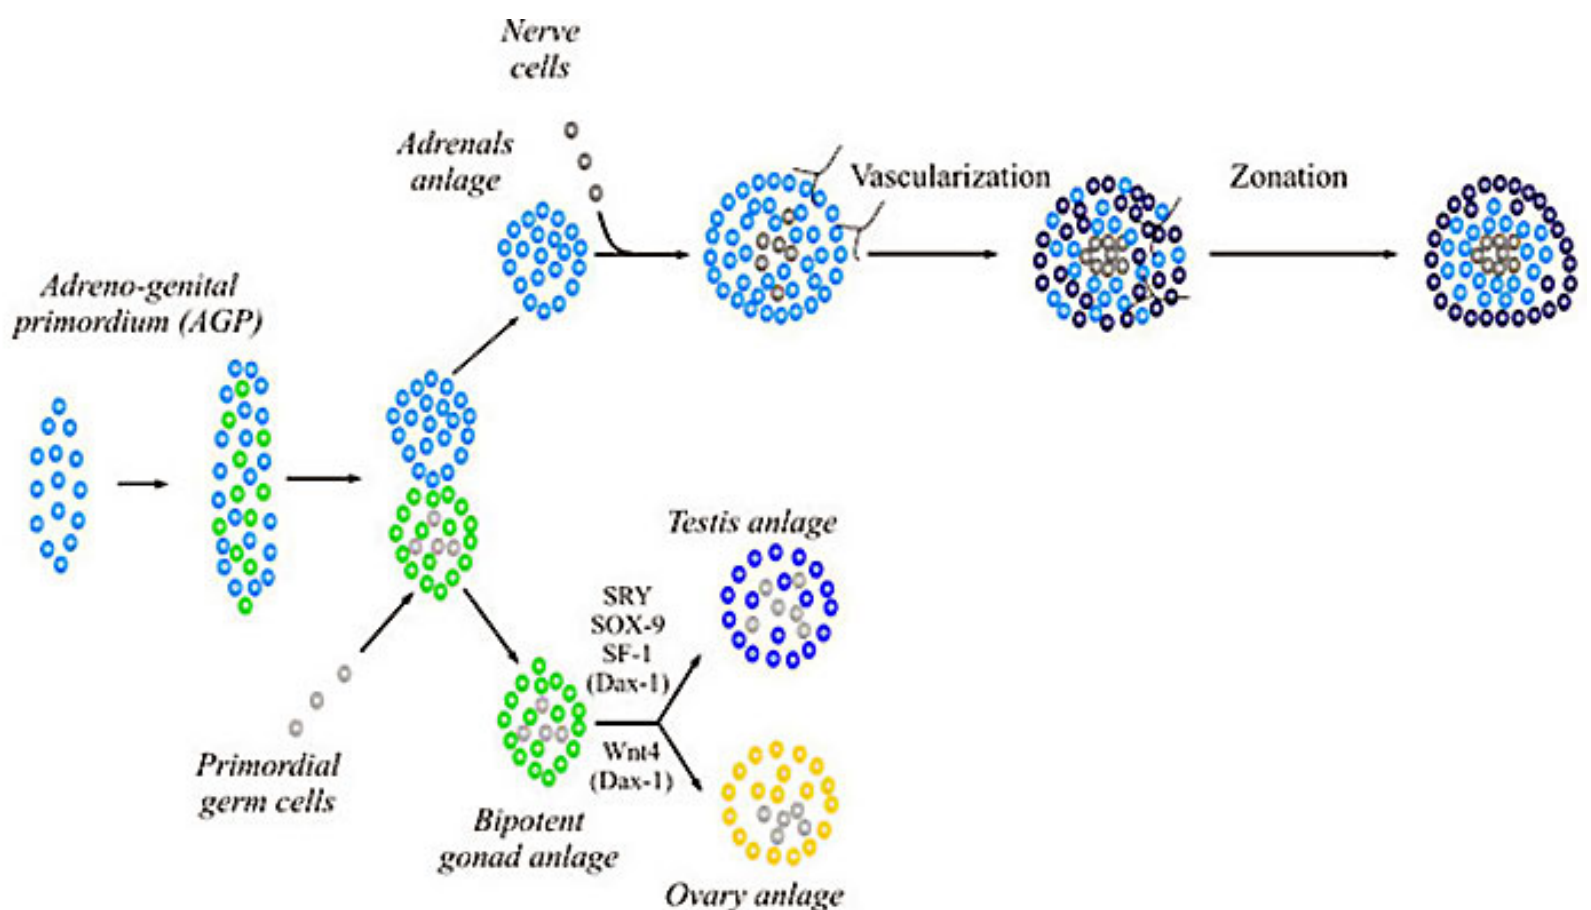 Nerve
cells
Adrenals
anlage
Vascularization
Zonation
Adreno-genital
primordium (AGP)
Testis anlage
SRY
SOX-9
SF-1
(Dax-1)
Wnt4
(Dax-1)
Primordial
germ cells
Bipotent
gonad anlage
Ovary anlage